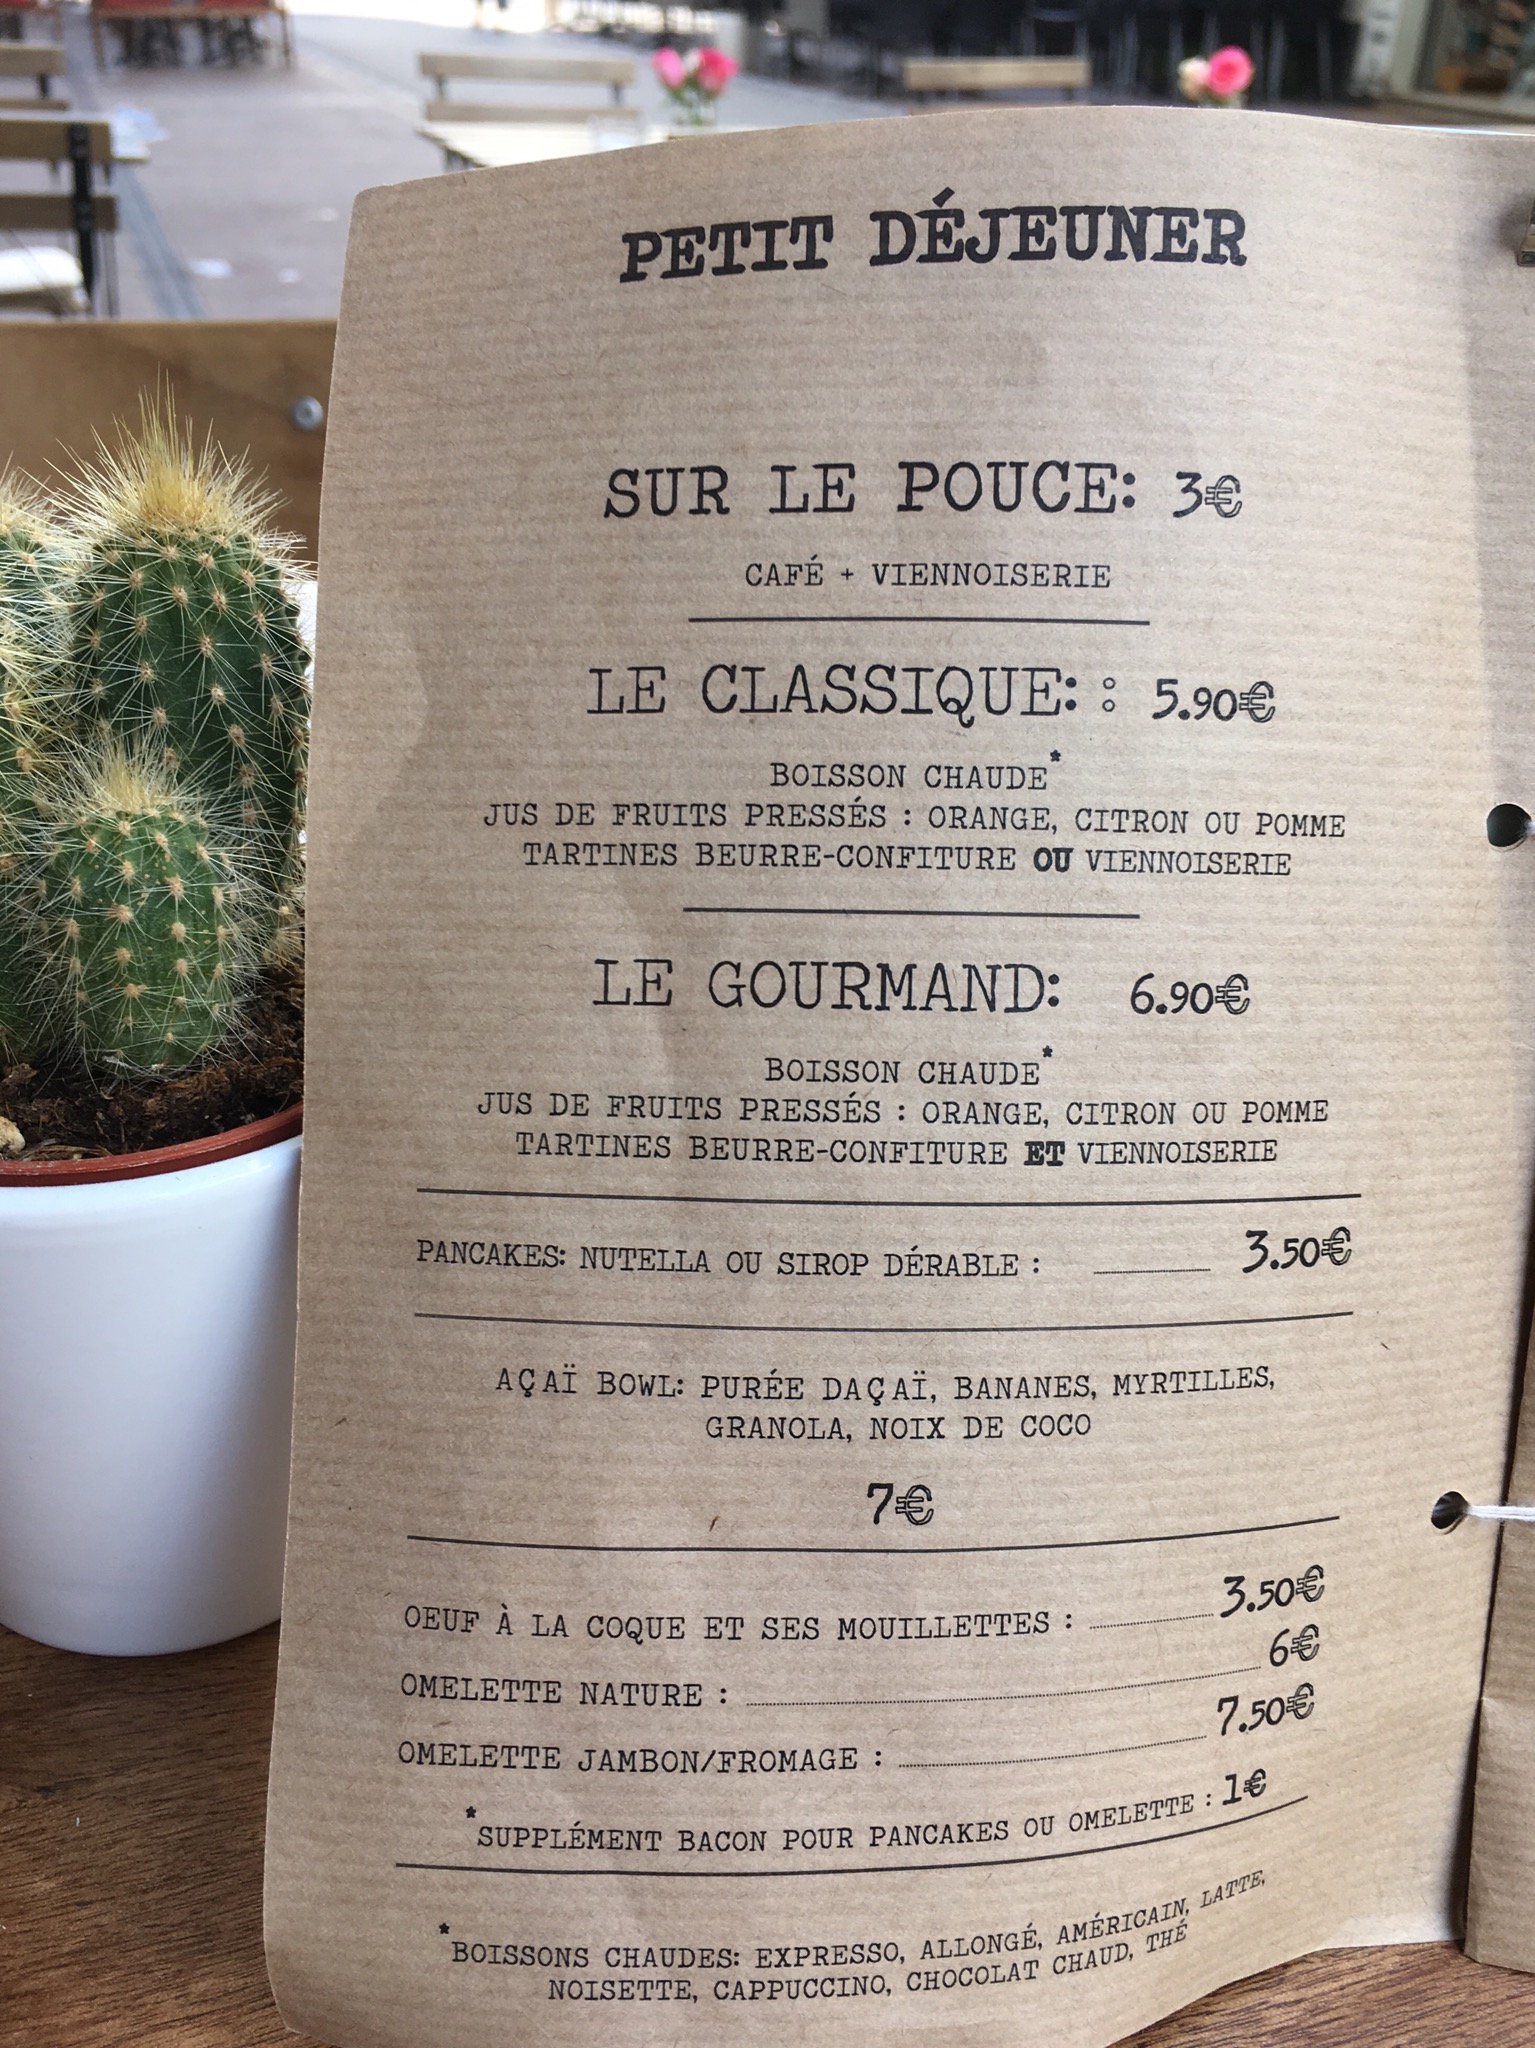 PETIT DÉJEUNER
SUR LE POUCE: 3€
CAFÉ + VIENNOISERIE
LE CLASSIQUE: : 5.90€
BOISSON CHAUDE*
JUS DE FRUITS PRESSÉS : ORANGE, CITRON OU POMME
TARTINES BEURRE-CONFITURE OU VIENNOISERIE
LE GOURMAND: 6.90€
BOISSON CHAUDE*
JUS DE FRUITS PRESSÉS : ORANGE, CITRON OU POMME
TARTINES BEURRE-CONFITURE ET VIENNOISERIE
PANCAKES: NUTELLA OU SIROP DÉRABLE : 3.50€
AÇAÏ BOWL: PURÉE DAÇAÏ, BANANES, MYRTILLES,
GRANOLA, NOIX DE COCO
7€
OEUF À LA COQUE ET SES MOUILLETTES : 3.50€
OMELETTE NATURE : 6€
OMELETTE JAMBON/FROMAGE : 7.50€
*SUPPLÉMENT BACON POUR PANCAKES OU OMELETTE : 1€
*BOISSONS CHAUDES: EXPRESSO, ALLONGÉ, AMÉRICAIN, LATTE,
NOISETTE, CAPPUCCINO, CHOCOLAT CHAUD, THÉ